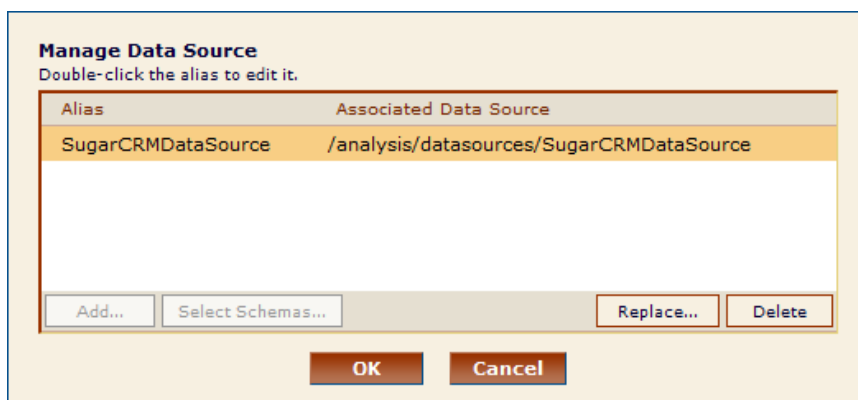 Manage Data Source
Double-click the alias to edit it.
Alias Associated Data Source
SugarCRMDataSource /analysis/datasources/SugarCRMDataSource
Add... Select Schemas... Replace... Delete
OK Cancel